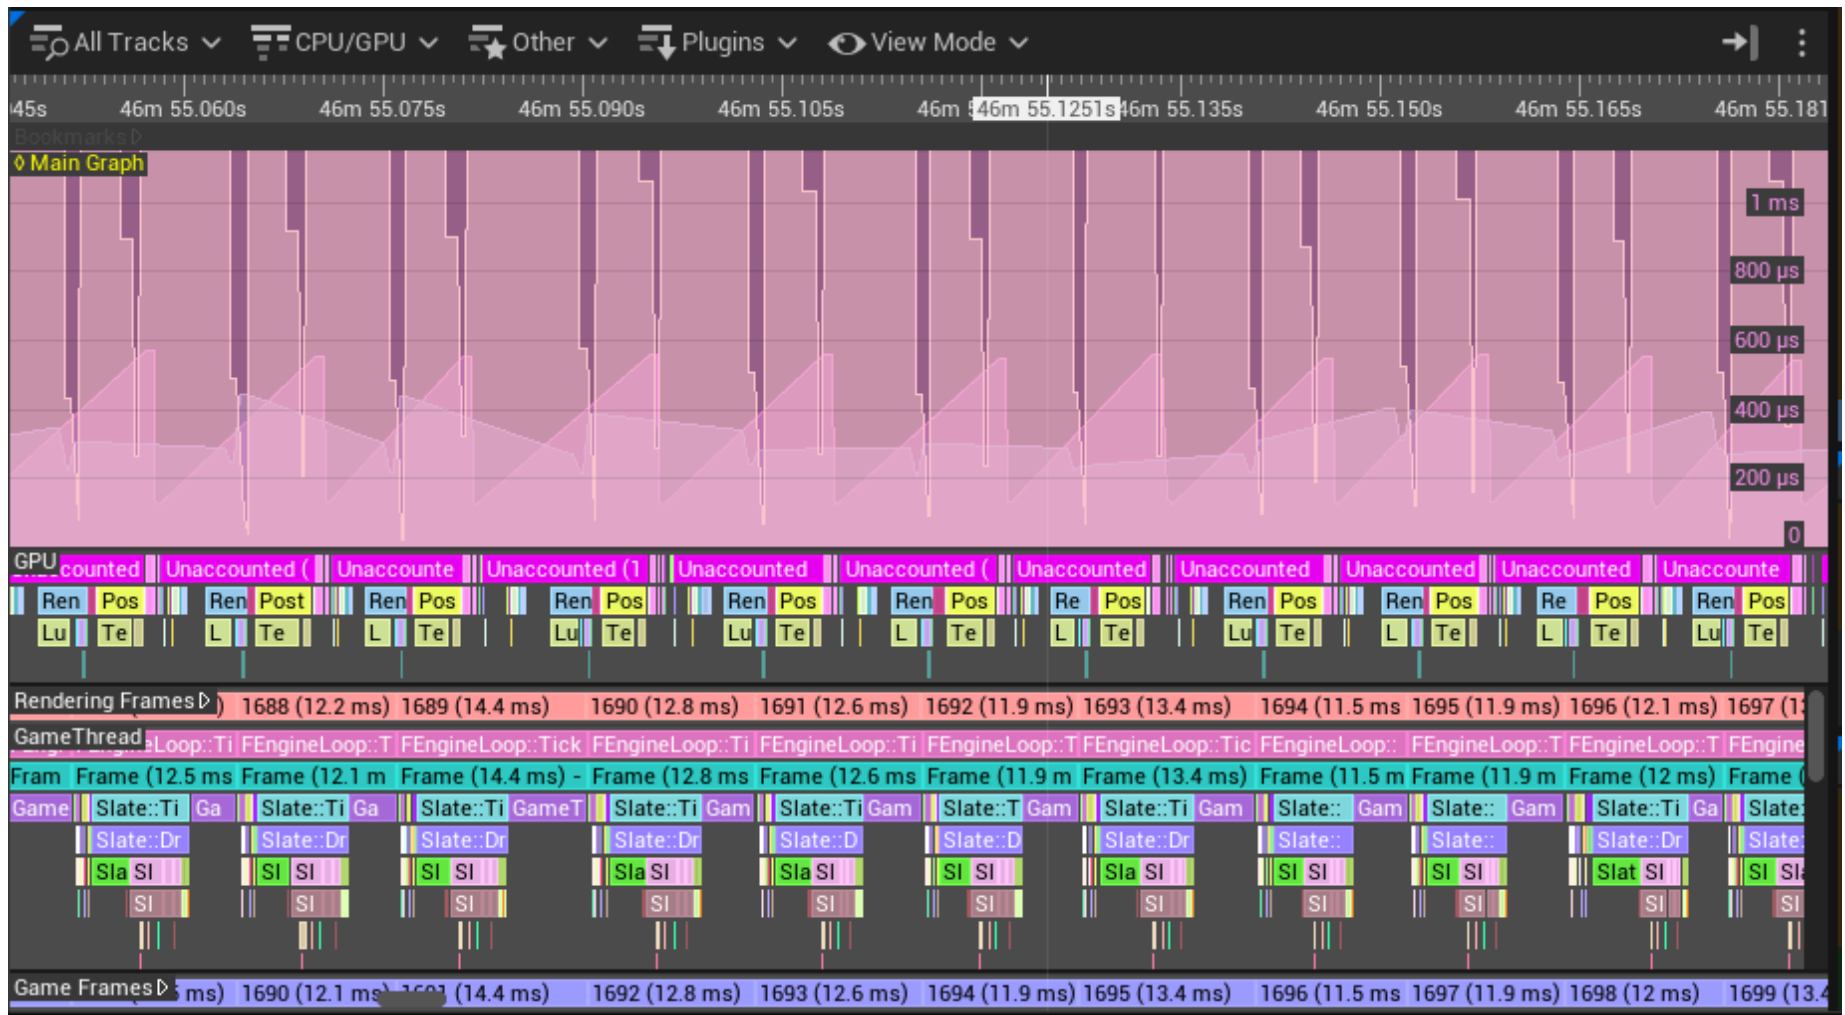 All Tracks CPU/GPU Other Plugins View Mode
45s 46m 55.060s 46m 55.075s 46m 55.090s 46m 55.105s 46m 46m 55.1251s 46m 55.135s 46m 55.150s 46m 55.165s 46m 55.181
Bookmarks
Main Graph
1 ms
800 µs
600 µs
400 µs
200 µs
0
GPU counted Unaccounted ( Unaccounte Unaccounted (1 Unaccounted Unaccounted ( Unaccounted Unaccounted Unaccounted Unaccounted Unaccounte
Ren Pos Ren Post Ren Pos Ren Pos Ren Pos Ren Pos Re Pos Ren Pos Ren Pos Re Pos Ren Pos
Lu Te L Te L Te Lu Te Lu Te L Te L Te Lu Te L Te L Te Lu Te
Rendering Frames ) 1688 (12.2 ms) 1689 (14.4 ms) 1690 (12.8 ms) 1691 (12.6 ms) 1692 (11.9 ms) 1693 (13.4 ms) 1694 (11.5 ms 1695 (11.9 ms) 1696 (12.1 ms) 1697 (1
GameThread eLoop::Ti FEngineLoop::T FEngineLoop::Tick FEngineLoop::Ti FEngineLoop::Ti FEngineLoop::T FEngineLoop::Tic FEngineLoop:: FEngineLoop::T FEngineLoop::T FEngine
Fram Frame (12.5 ms Frame (12.1 m Frame (14.4 ms) - Frame (12.8 ms Frame (12.6 ms Frame (11.9 m Frame (13.4 ms) Frame (11.5 m Frame (11.9 m Frame (12 ms) Frame (
Game Slate::Ti Ga Slate::Ti Ga Slate::Ti GameT Slate::Ti Gam Slate::Ti Gam Slate::T Gam Slate::Ti Gam Slate:: Gam Slate:: Gam Slate::Ti Ga Slate:
Slate::Dr Slate::Dr Slate::Dr Slate::Dr Slate::D Slate::D Slate::Dr Slate:: Slate:: Slate::Dr Slate:
Sla Sl Sl Sl Sl Sl Sla Sl Sla Sl Sl Sl Sla Sl Sl Sl Sl Sl Slat Sl Sl Sla
Sl Sl Sl Sl Sl Sl Sl Sl Sl Sl Sl
Game Frames ms) 1690 (12.1 ms (14.4 ms) 1692 (12.8 ms) 1693 (12.6 ms) 1694 (11.9 ms) 1695 (13.4 ms) 1696 (11.5 ms 1697 (11.9 ms) 1698 (12 ms) 1699 (13.4